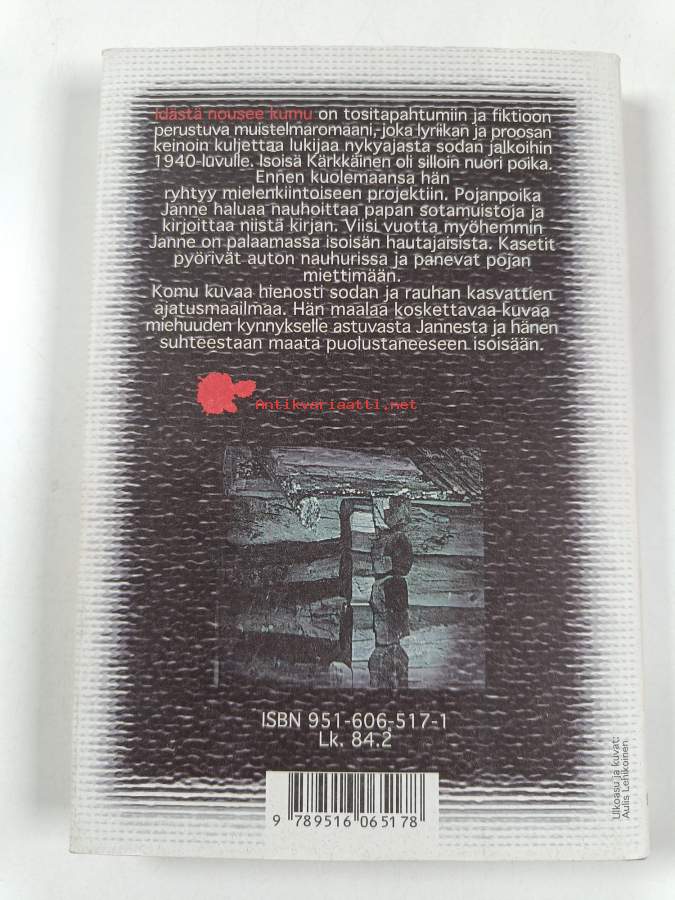 Idästä nousee kumu on tositapahtumiin ja fiktioon
perustuva muistelmaromaani, joka lyriikan ja proosan
keinoin kuljettaa lukijaa nykyajasta sodan jalkoihin
1940-luvulle. Isoisä Kärkkäinen oli silloin nuori poika.
Ennen kuolemaansa hän
ryhtyy mielenkiintoiseen projektiin. Pojanpoika
Janne haluaa nauhoittaa papan sotamuistoja ja
kirjoittaa niistä kirjan. Viisi vuotta myöhemmin
Janne on palaamassa isoisän hautajaisista. Kasetit
pyörivät auton nauhurissa ja panevat pojan
miettimään.
Komu kuvaa hienosti sodan ja rauhan kasvattien
ajatusmaailmaa. Hän maalaa koskettavaa kuvaa
miehuuden kynnykselle astuvasta Jannesta ja hänen
suhteestaan maata puolustaneeseen isoisään.
Antikvariaatti.net
ISBN 951-606-517-1
Lk. 84.2
9 789516 065178
Ulkoasu ja kuvat:
Aulis Lehikoinen